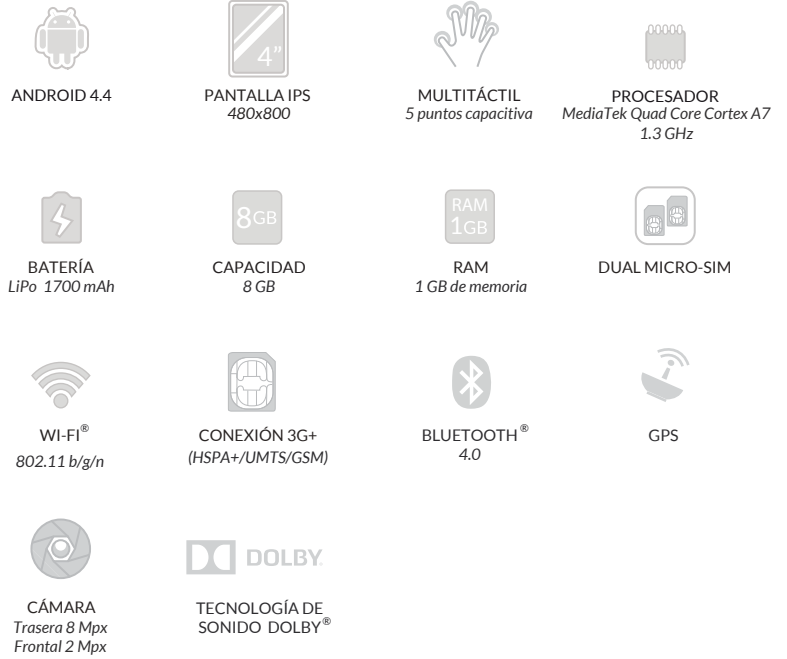 4"
ANDROID 4.4
PANTALLA IPS
480x800
MULTITÁCTIL
5 puntos capacitiva
PROCESADOR
MediaTek Quad Core Cortex A7
1.3 GHz
8GB
RAM
1GB
BATERÍA
LiPo 1700 mAh
CAPACIDAD
8 GB
RAM
1 GB de memoria
DUAL MICRO-SIM
WI-FI®
802.11 b/g/n
CONEXIÓN 3G+
(HSPA+/UMTS/GSM)
BLUETOOTH®
4.0
GPS
DOLBY
CÁMARA
Trasera 8 Mpx
Frontal 2 Mpx
TECNOLOGÍA DE
SONIDO DOLBY®